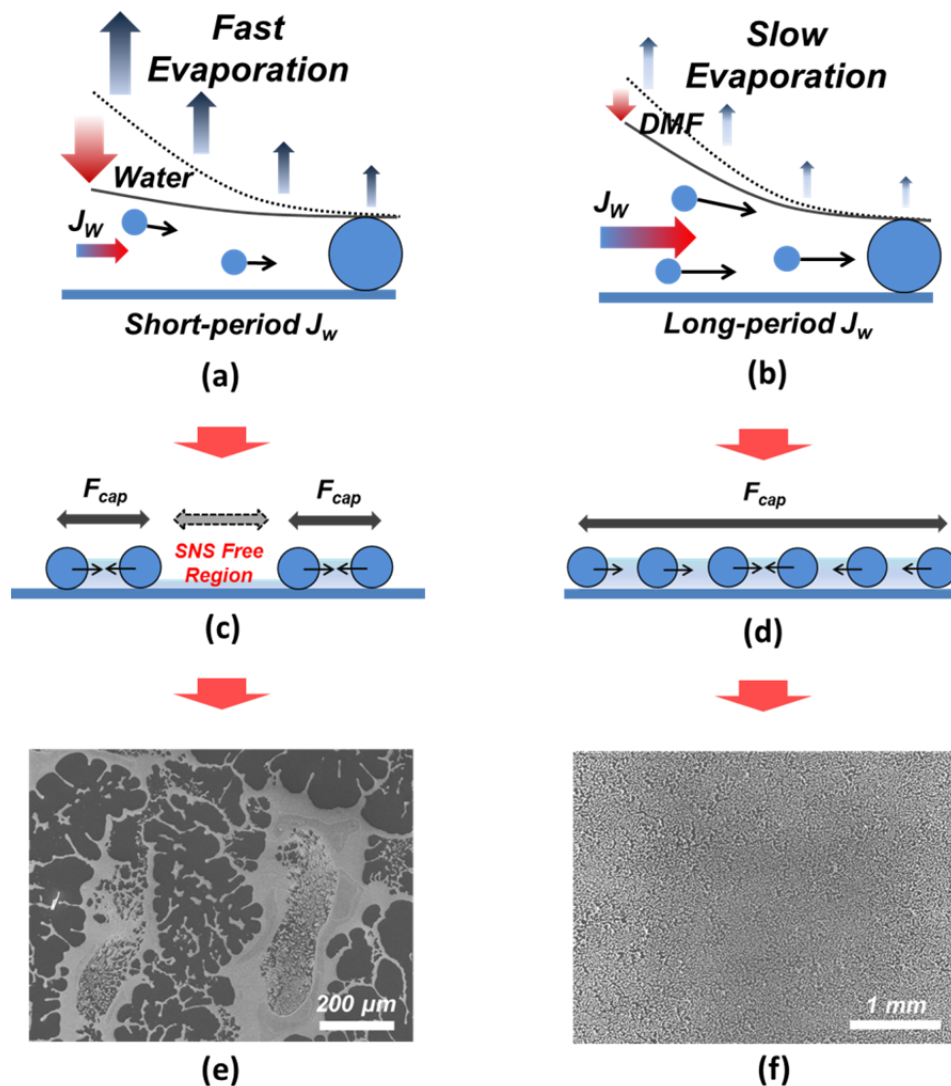 Fast
Evaporation
Water
J_W
Short-period J_w
(a)
Slow
Evaporation
DMF
J_W
Long-period J_w
(b)
F_cap
F_cap
SNS Free
Region
(c)
F_cap
(d)
200 μm
(e)
1 mm
(f)